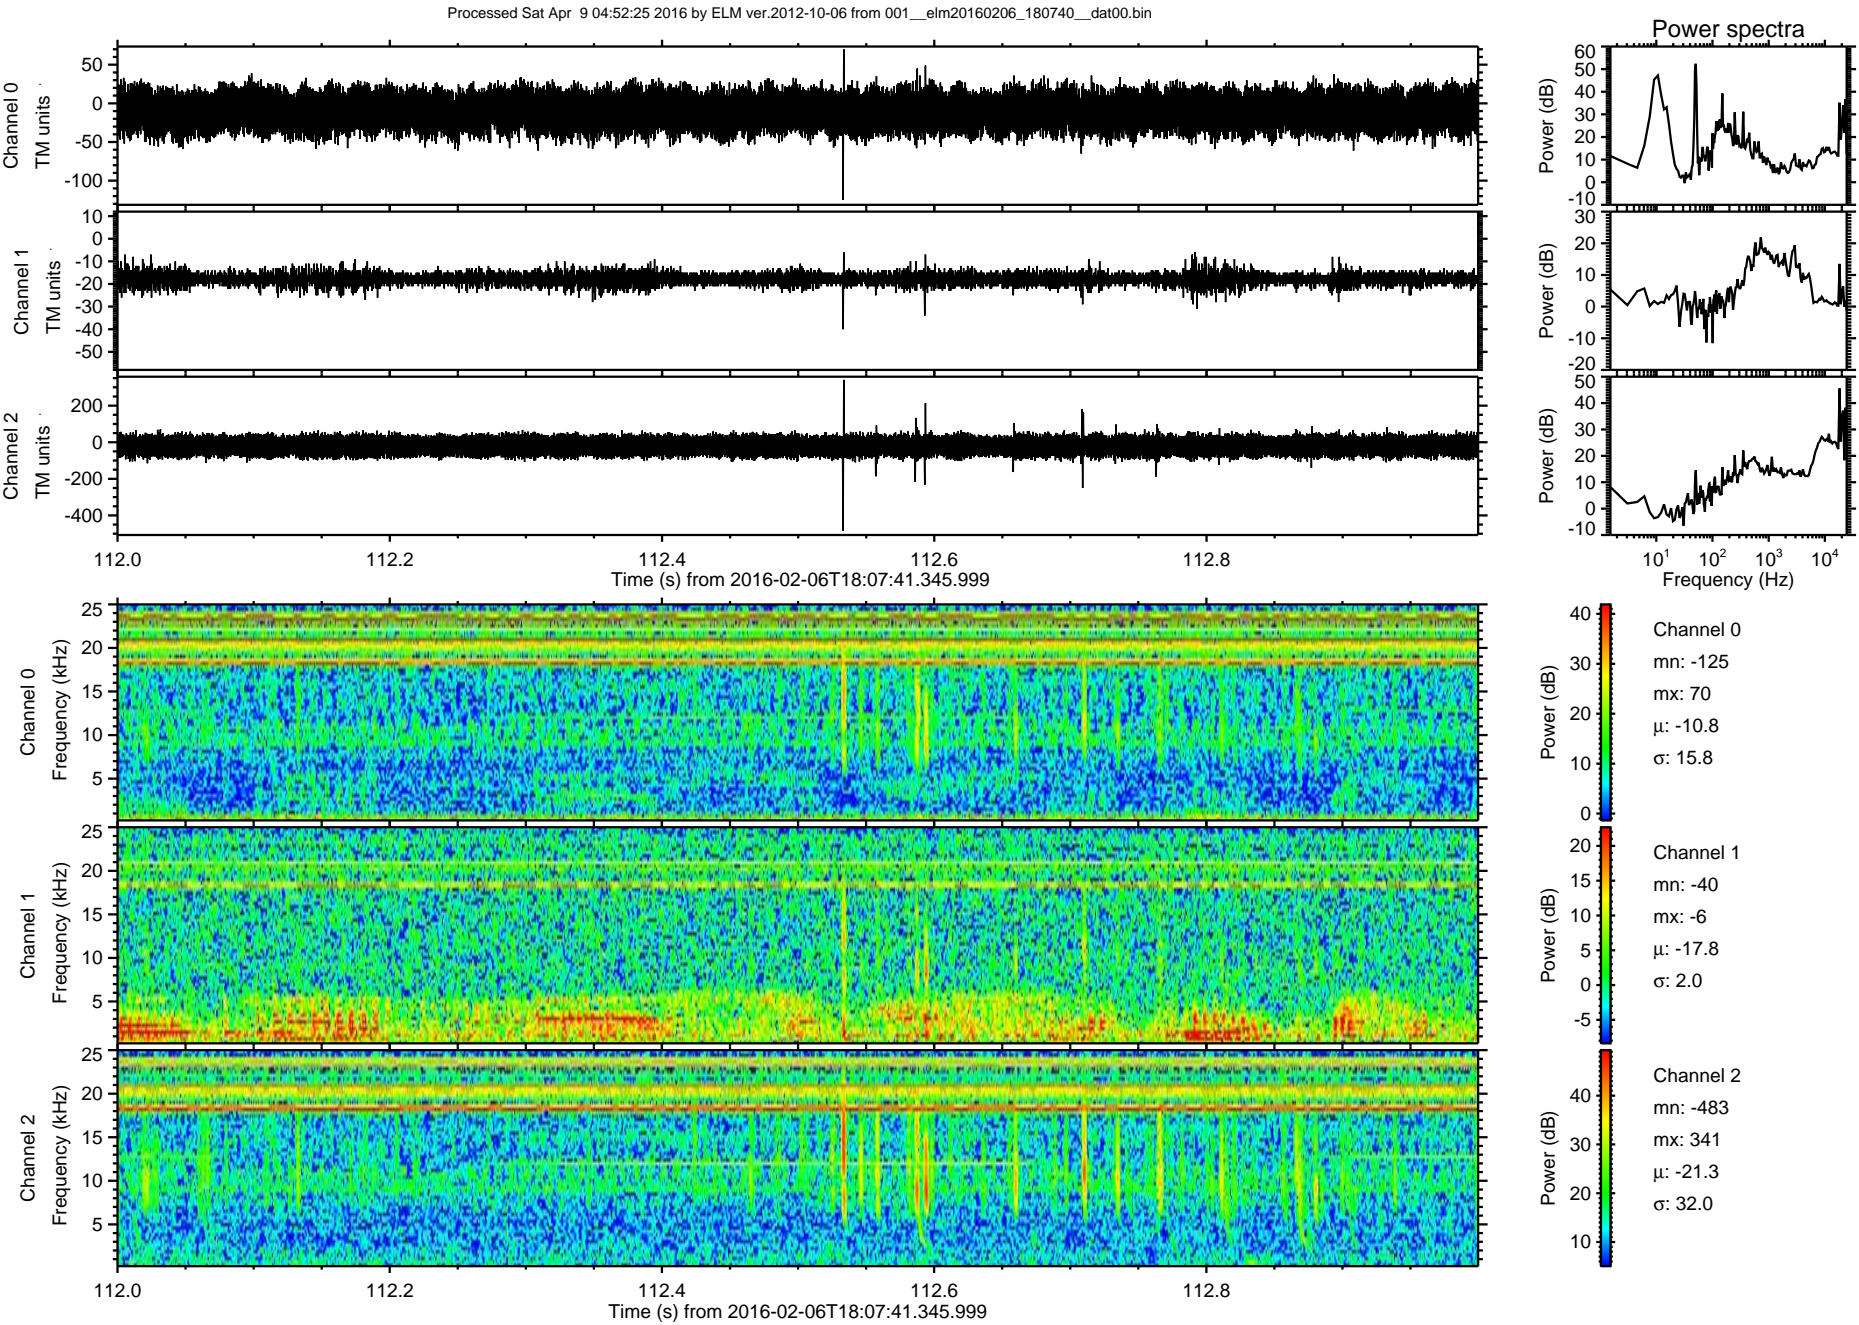 Processed Sat Apr  9 04:52:25 2016 by ELM ver.2012-10-06 from 001__elm20160206_180740__dat00.bin
Power spectra
Channel 0
TM units
50
0
-50
-100
Power (dB)
60
50
40
30
20
10
0
-10
Channel 1
TM units
10
0
-10
-20
-30
-40
-50
Power (dB)
30
20
10
0
-10
-20
Channel 2
TM units
200
0
-200
-400
Power (dB)
50
40
30
20
10
0
-10
112.0 112.2 112.4 112.6 112.8
Time (s) from 2016-02-06T18:07:41.345.999
10^1 10^2 10^3 10^4
Frequency (Hz)
Channel 0
Frequency (kHz)
25
20
15
10
5
Power (dB)
40
30
20
10
0
Channel 0
mn: -125
mx: 70
μ: -10.8
σ: 15.8
Channel 1
Frequency (kHz)
25
20
15
10
5
Power (dB)
20
15
10
5
0
-5
Channel 1
mn: -40
mx: -6
μ: -17.8
σ: 2.0
Channel 2
Frequency (kHz)
25
20
15
10
5
Power (dB)
40
30
20
10
Channel 2
mn: -483
mx: 341
μ: -21.3
σ: 32.0
112.0 112.2 112.4 112.6 112.8
Time (s) from 2016-02-06T18:07:41.345.999